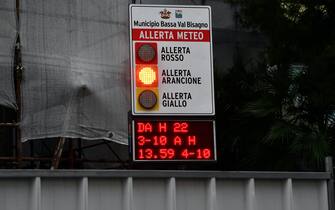 Municipio Bassa Val Bisagno
ALLERTA METEO
ALLERTA
ROSSO
ALLERTA
ARANCIONE
ALLERTA
GIALLO
DA H 22
3-10 A H
13.59 4-10